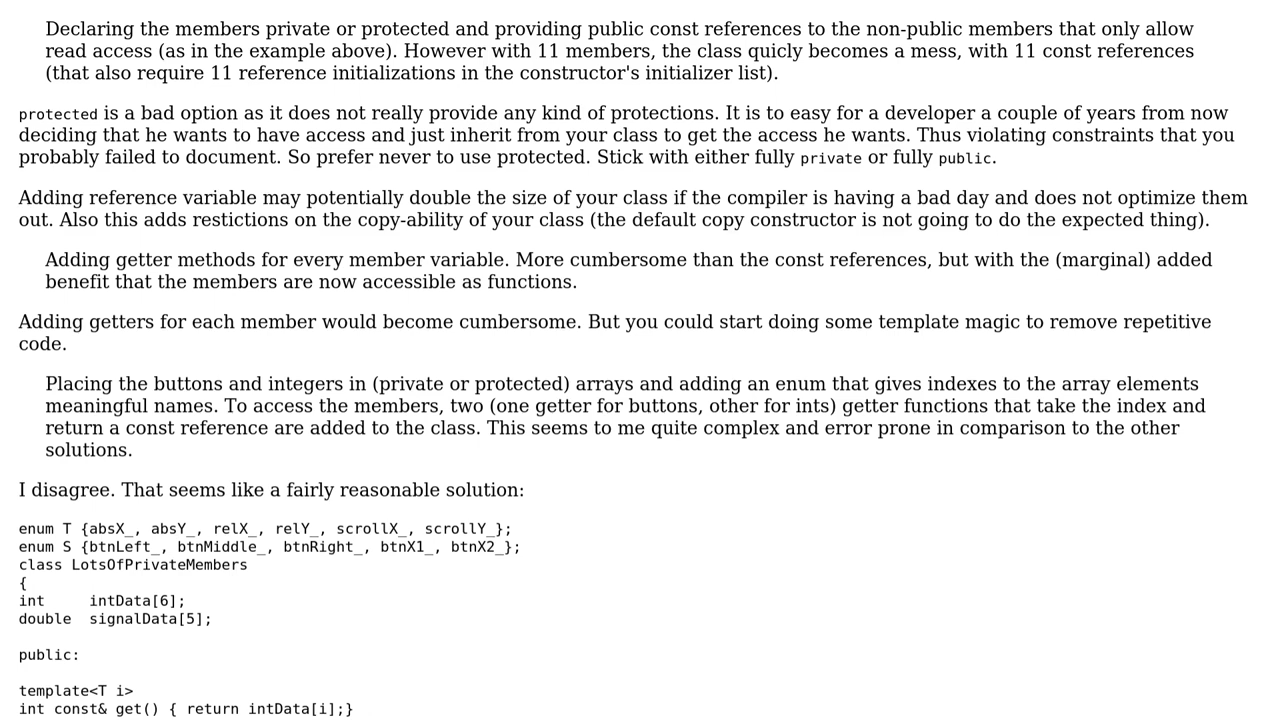 Declaring the members private or protected and providing public const references to the non-public members that only allow
read access (as in the example above). However with 11 members, the class quicly becomes a mess, with 11 const references
(that also require 11 reference initializations in the constructor's initializer list).
protected is a bad option as it does not really provide any kind of protections. It is to easy for a developer a couple of years from now
deciding that he wants to have access and just inherit from your class to get the access he wants. Thus violating constraints that you
probably failed to document. So prefer never to use protected. Stick with either fully private or fully public.
Adding reference variable may potentially double the size of your class if the compiler is having a bad day and does not optimize them
out. Also this adds restictions on the copy-ability of your class (the default copy constructor is not going to do the expected thing).
Adding getter methods for every member variable. More cumbersome than the const references, but with the (marginal) added
benefit that the members are now accessible as functions.
Adding getters for each member would become cumbersome. But you could start doing some template magic to remove repetitive
code.
Placing the buttons and integers in (private or protected) arrays and adding an enum that gives indexes to the array elements
meaningful names. To access the members, two (one getter for buttons, other for ints) getter functions that take the index and
return a const reference are added to the class. This seems to me quite complex and error prone in comparison to the other
solutions.
I disagree. That seems like a fairly reasonable solution:
enum T {absX_, absY_, relX_, relY_, scrollX_, scrollY_};
enum S {btnLeft_, btnMiddle_, btnRight_, btnX1_, btnX2_};
class LotsOfPrivateMembers
{
int     intData[6];
double  signalData[5];
public:
template<T i>
int const& get() { return intData[i];}